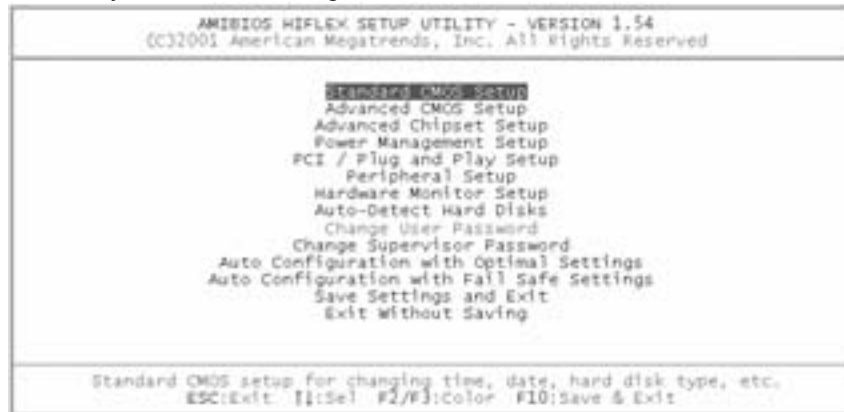 AMIBIOS HIFLEX SETUP UTILITY - VERSION 1.54
(C)2001 American Megatrends, Inc. All Rights Reserved
Standard CMOS Setup
Advanced CMOS Setup
Advanced Chipset Setup
Power Management Setup
PCI / Plug and Play Setup
Peripheral Setup
Hardware Monitor Setup
Auto-Detect Hard Disks
Change User Password
Change Supervisor Password
Auto Configuration with Optimal Settings
Auto Configuration with Fail Safe Settings
Save Settings and Exit
Exit Without Saving
Standard CMOS setup for changing time, date, hard disk type, etc.
ESC:Exit ↑↓:Sel F2/F3:Color F10:Save & Exit